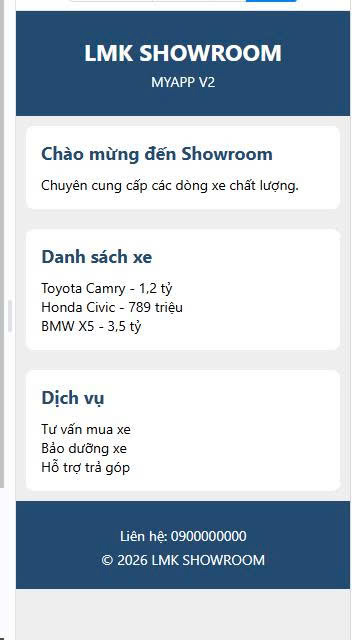 LMK SHOWROOM
MYAPP V2
Chào mừng đến Showroom
Chuyên cung cấp các dòng xe chất lượng.
Danh sách xe
Toyota Camry - 1,2 tỷ
Honda Civic - 789 triệu
BMW X5 - 3,5 tỷ
Dịch vụ
Tư vấn mua xe
Bảo dưỡng xe
Hỗ trợ trả góp
Liên hệ: 0900000000
© 2026 LMK SHOWROOM